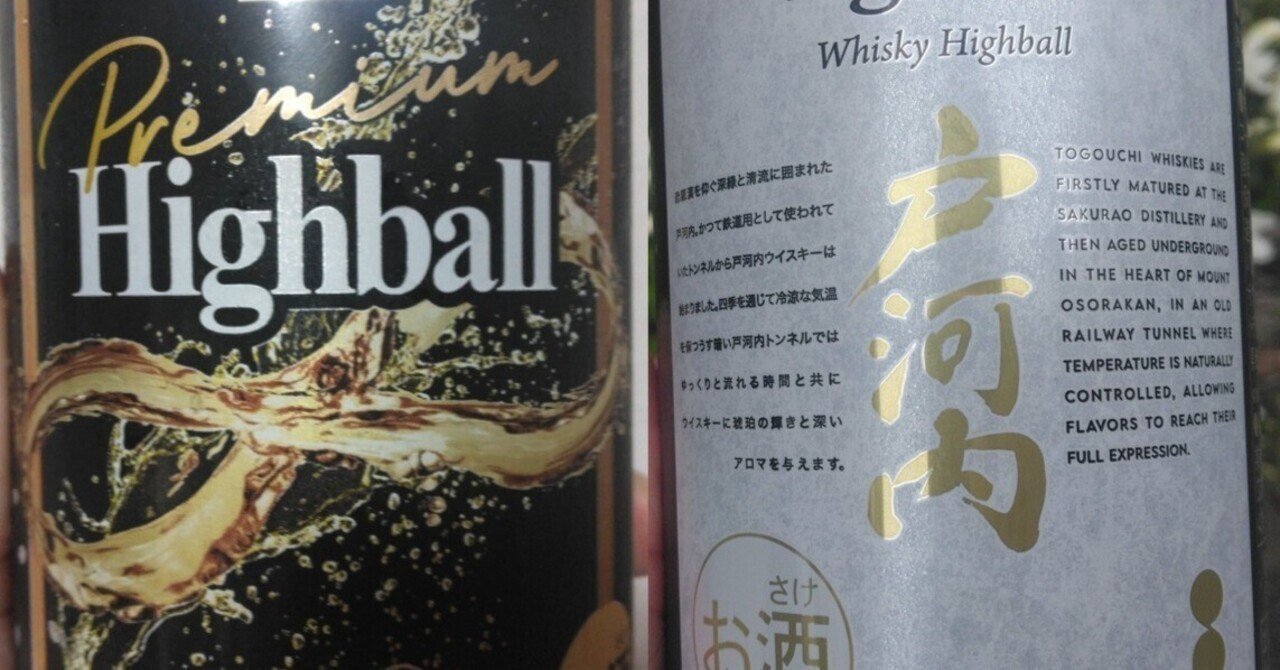 Premium
Highball
Whisky Highball
戸河内
羅漢を仰ぐ深緑と清流に囲まれた
戸河内。かつて鉄道用として使われて
いたトンネルから戸河内ウイスキーは
始まりました。四季を通じて冷涼な気温
を保つうす暗い戸河内トンネルでは
ゆっくりと流れる時間と共に
ウイスキーに琥珀の輝きと深い
アロマを与えます。
TOGOUCHI WHISKIES ARE
FIRSTLY MATURED AT THE
SAKURAO DISTILLERY AND
THEN AGED UNDERGROUND
IN THE HEART OF MOUNT
OSORAKAN, IN AN OLD
RAILWAY TUNNEL WHERE
TEMPERATURE IS NATURALLY
CONTROLLED, ALLOWING
FLAVORS TO REACH THEIR
FULL EXPRESSION.
さけ
お酒